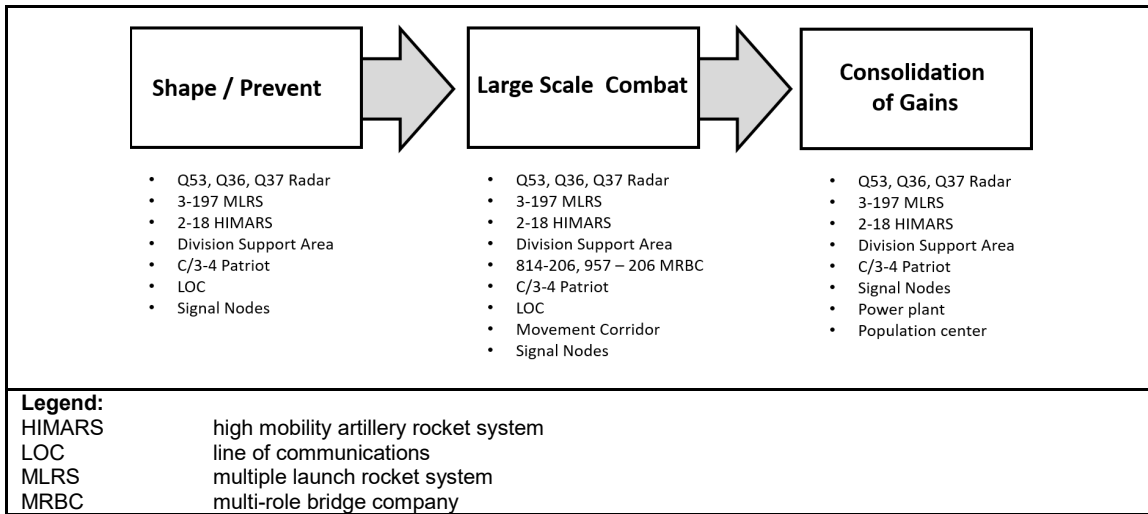 Shape / Prevent
• Q53, Q36, Q37 Radar
• 3-197 MLRS
• 2-18 HIMARS
• Division Support Area
• C/3-4 Patriot
• LOC
• Signal Nodes
Large Scale Combat
• Q53, Q36, Q37 Radar
• 3-197 MLRS
• 2-18 HIMARS
• Division Support Area
• 814-206, 957 – 206 MRBC
• C/3-4 Patriot
• LOC
• Movement Corridor
• Signal Nodes
Consolidation
of Gains
• Q53, Q36, Q37 Radar
• 3-197 MLRS
• 2-18 HIMARS
• Division Support Area
• C/3-4 Patriot
• Signal Nodes
• Power plant
• Population center
Legend:
HIMARS high mobility artillery rocket system
LOC line of communications
MLRS multiple launch rocket system
MRBC multi-role bridge company